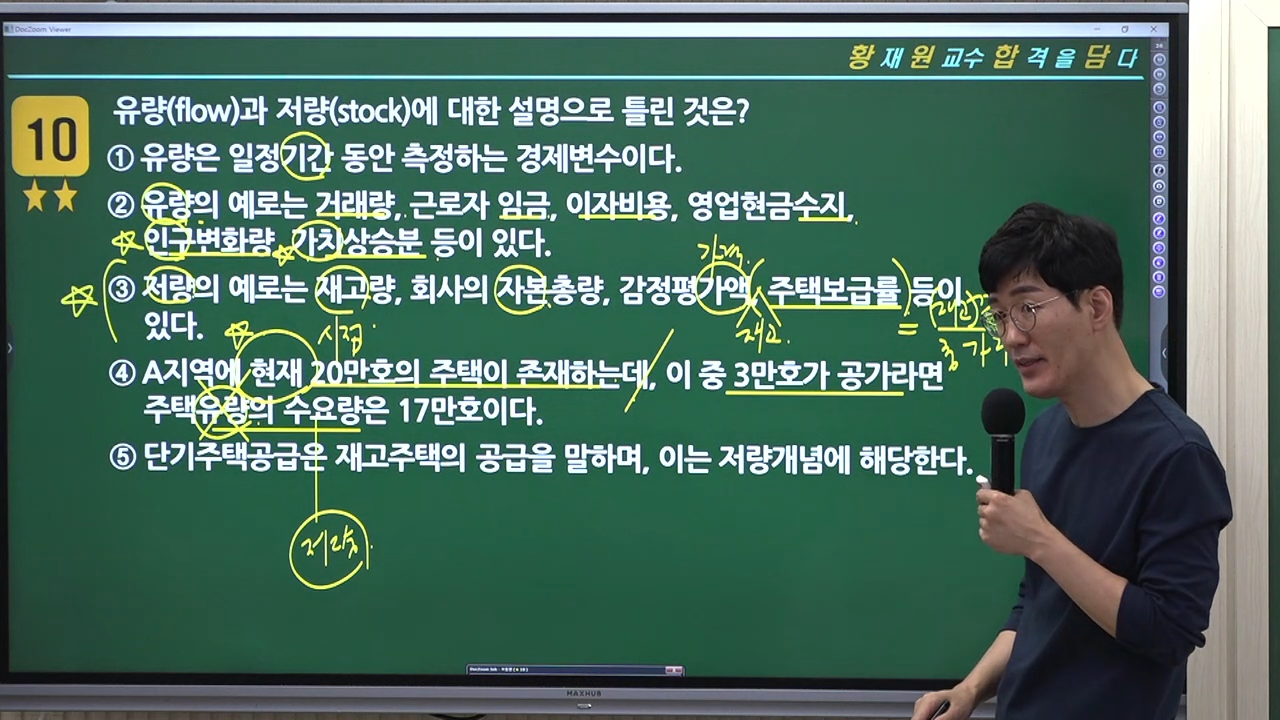 DocZoom Viewer
황재원교수 합격을 담다
10
유량(flow)과 저량(stock)에 대한 설명으로 틀린 것은?
① 유량은 일정기간 동안 측정하는 경제변수이다.
② 유량의 예로는 거래량, 근로자 임금, 이자비용, 영업현금수지,
인구변화량, 가치상승분 등이 있다.
가격.
③ 저량의 예로는 재고량, 회사의 자본총량, 감정평가액, 주택보급률 등이
있다.
시점.
재고.
= (재고)
④ A지역에 현재 20만호의 주택이 존재하는데, 이 중 3만호가 공가라면
주택유량의 수요량은 17만호이다.
⑤ 단기주택공급은 재고주택의 공급을 말하며, 이는 저량개념에 해당한다.
저량.
MAXHUB